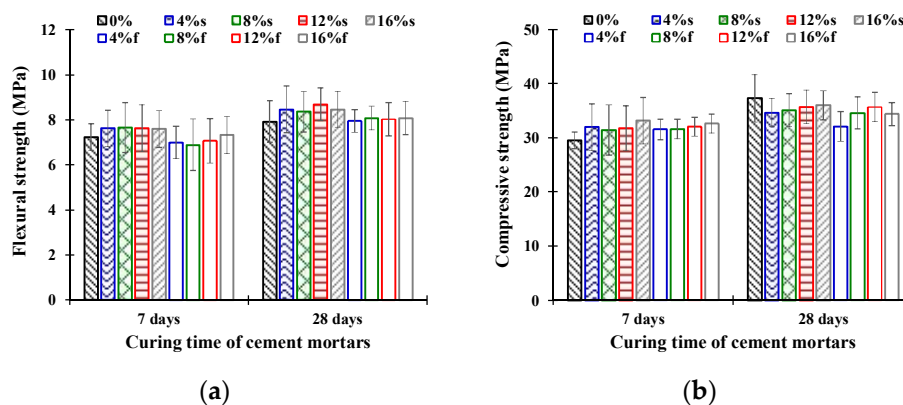 0% 4%s 8%s 12%s 16%s
4%f 8%f 12%f 16%f
Flexural strength (MPa)
12
10
8
6
4
2
0
7 days 28 days
Curing time of cement mortars
(a)
0% 4%s 8%s 12%s 16%s
4%f 8%f 12%f 16%f
Compressive strength (MPa)
50
40
30
20
10
0
7 days 28 days
Curing time of cement mortars
(b)